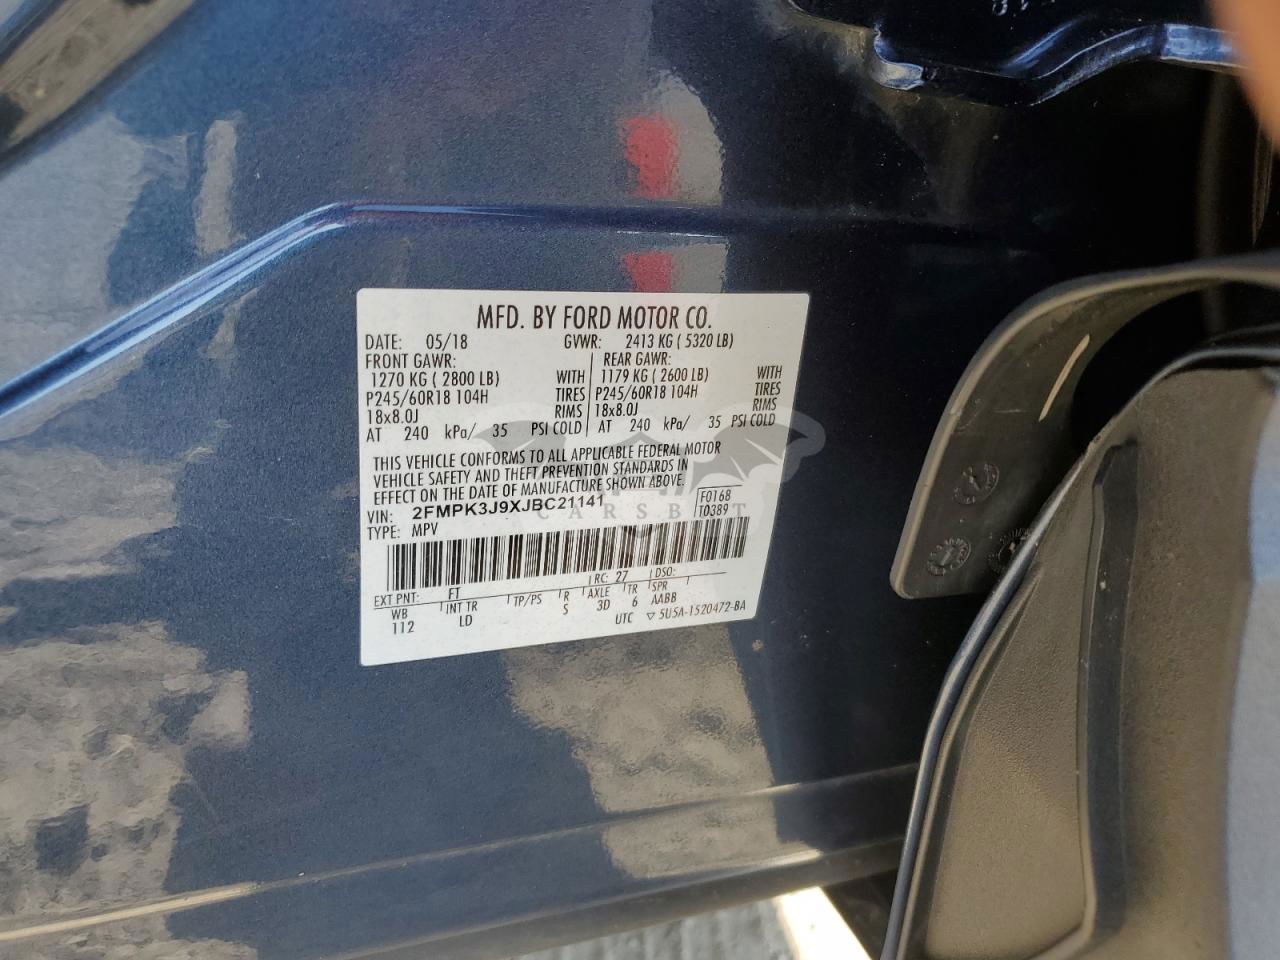 MFD. BY FORD MOTOR CO.
DATE: 05/18 GVWR: 2413 KG ( 5320 LB)
FRONT GAWR: REAR GAWR:
1270 KG ( 2800 LB) WITH 1179 KG ( 2600 LB) WITH
P245/60R18 104H TIRES P245/60R18 104H TIRES
18x8.0J RIMS 18x8.0J RIMS
AT 240 kPa/ 35 PSI COLD AT 240 kPa/ 35 PSI COLD
THIS VEHICLE CONFORMS TO ALL APPLICABLE FEDERAL MOTOR
VEHICLE SAFETY AND THEFT PREVENTION STANDARDS IN
EFFECT ON THE DATE OF MANUFACTURE SHOWN ABOVE.
VIN: 2FMPK3J9XJBC21141 F0168
TYPE: MPV T0389
CARSBIT
EXT PNT: FT RC: 27 DSO:
WB INT TR TP/PS R AXLE TR SPR
112 LD S 3D 6 AABB
UTC ▽ 5U5A-1520472-BA